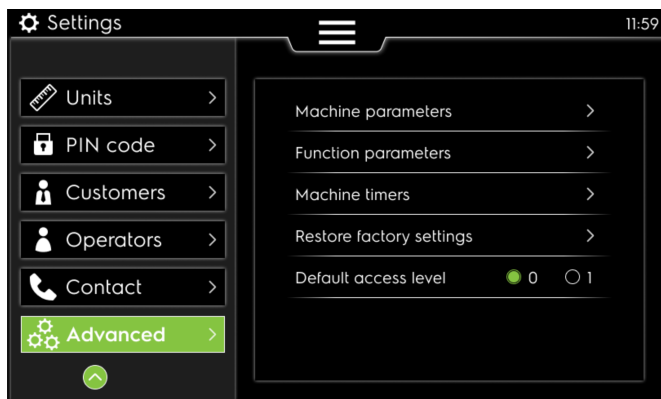 Settings
11:59
Units
PIN code
Customers
Operators
Contact
Advanced
Machine parameters
Function parameters
Machine timers
Restore factory settings
Default access level 0 1